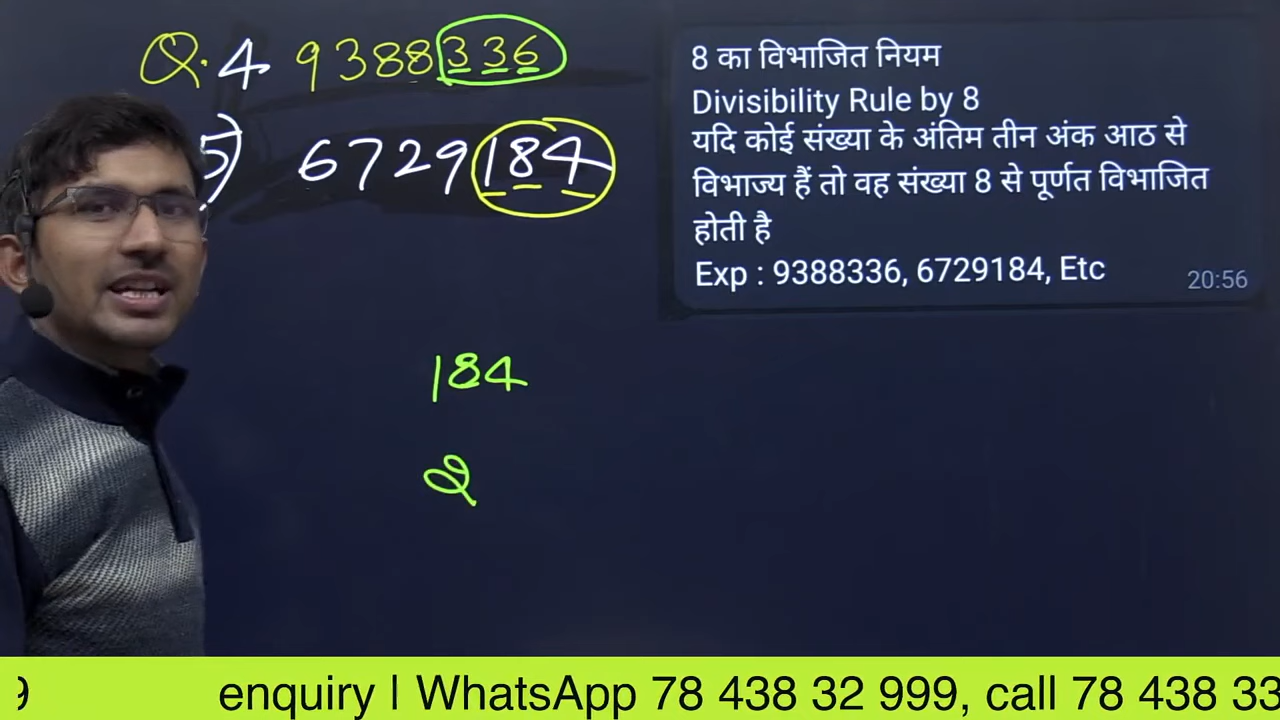 Q.4 9388336
5) 6729184
184
8 का विभाजित नियम
Divisibility Rule by 8
यदि कोई संख्या के अंतिम तीन अंक आठ से
विभाज्य हैं तो वह संख्या 8 से पूर्णत विभाजित
होती है
Exp : 9388336, 6729184, Etc
20:56
9 enquiry | WhatsApp 78 438 32 999, call 78 438 33